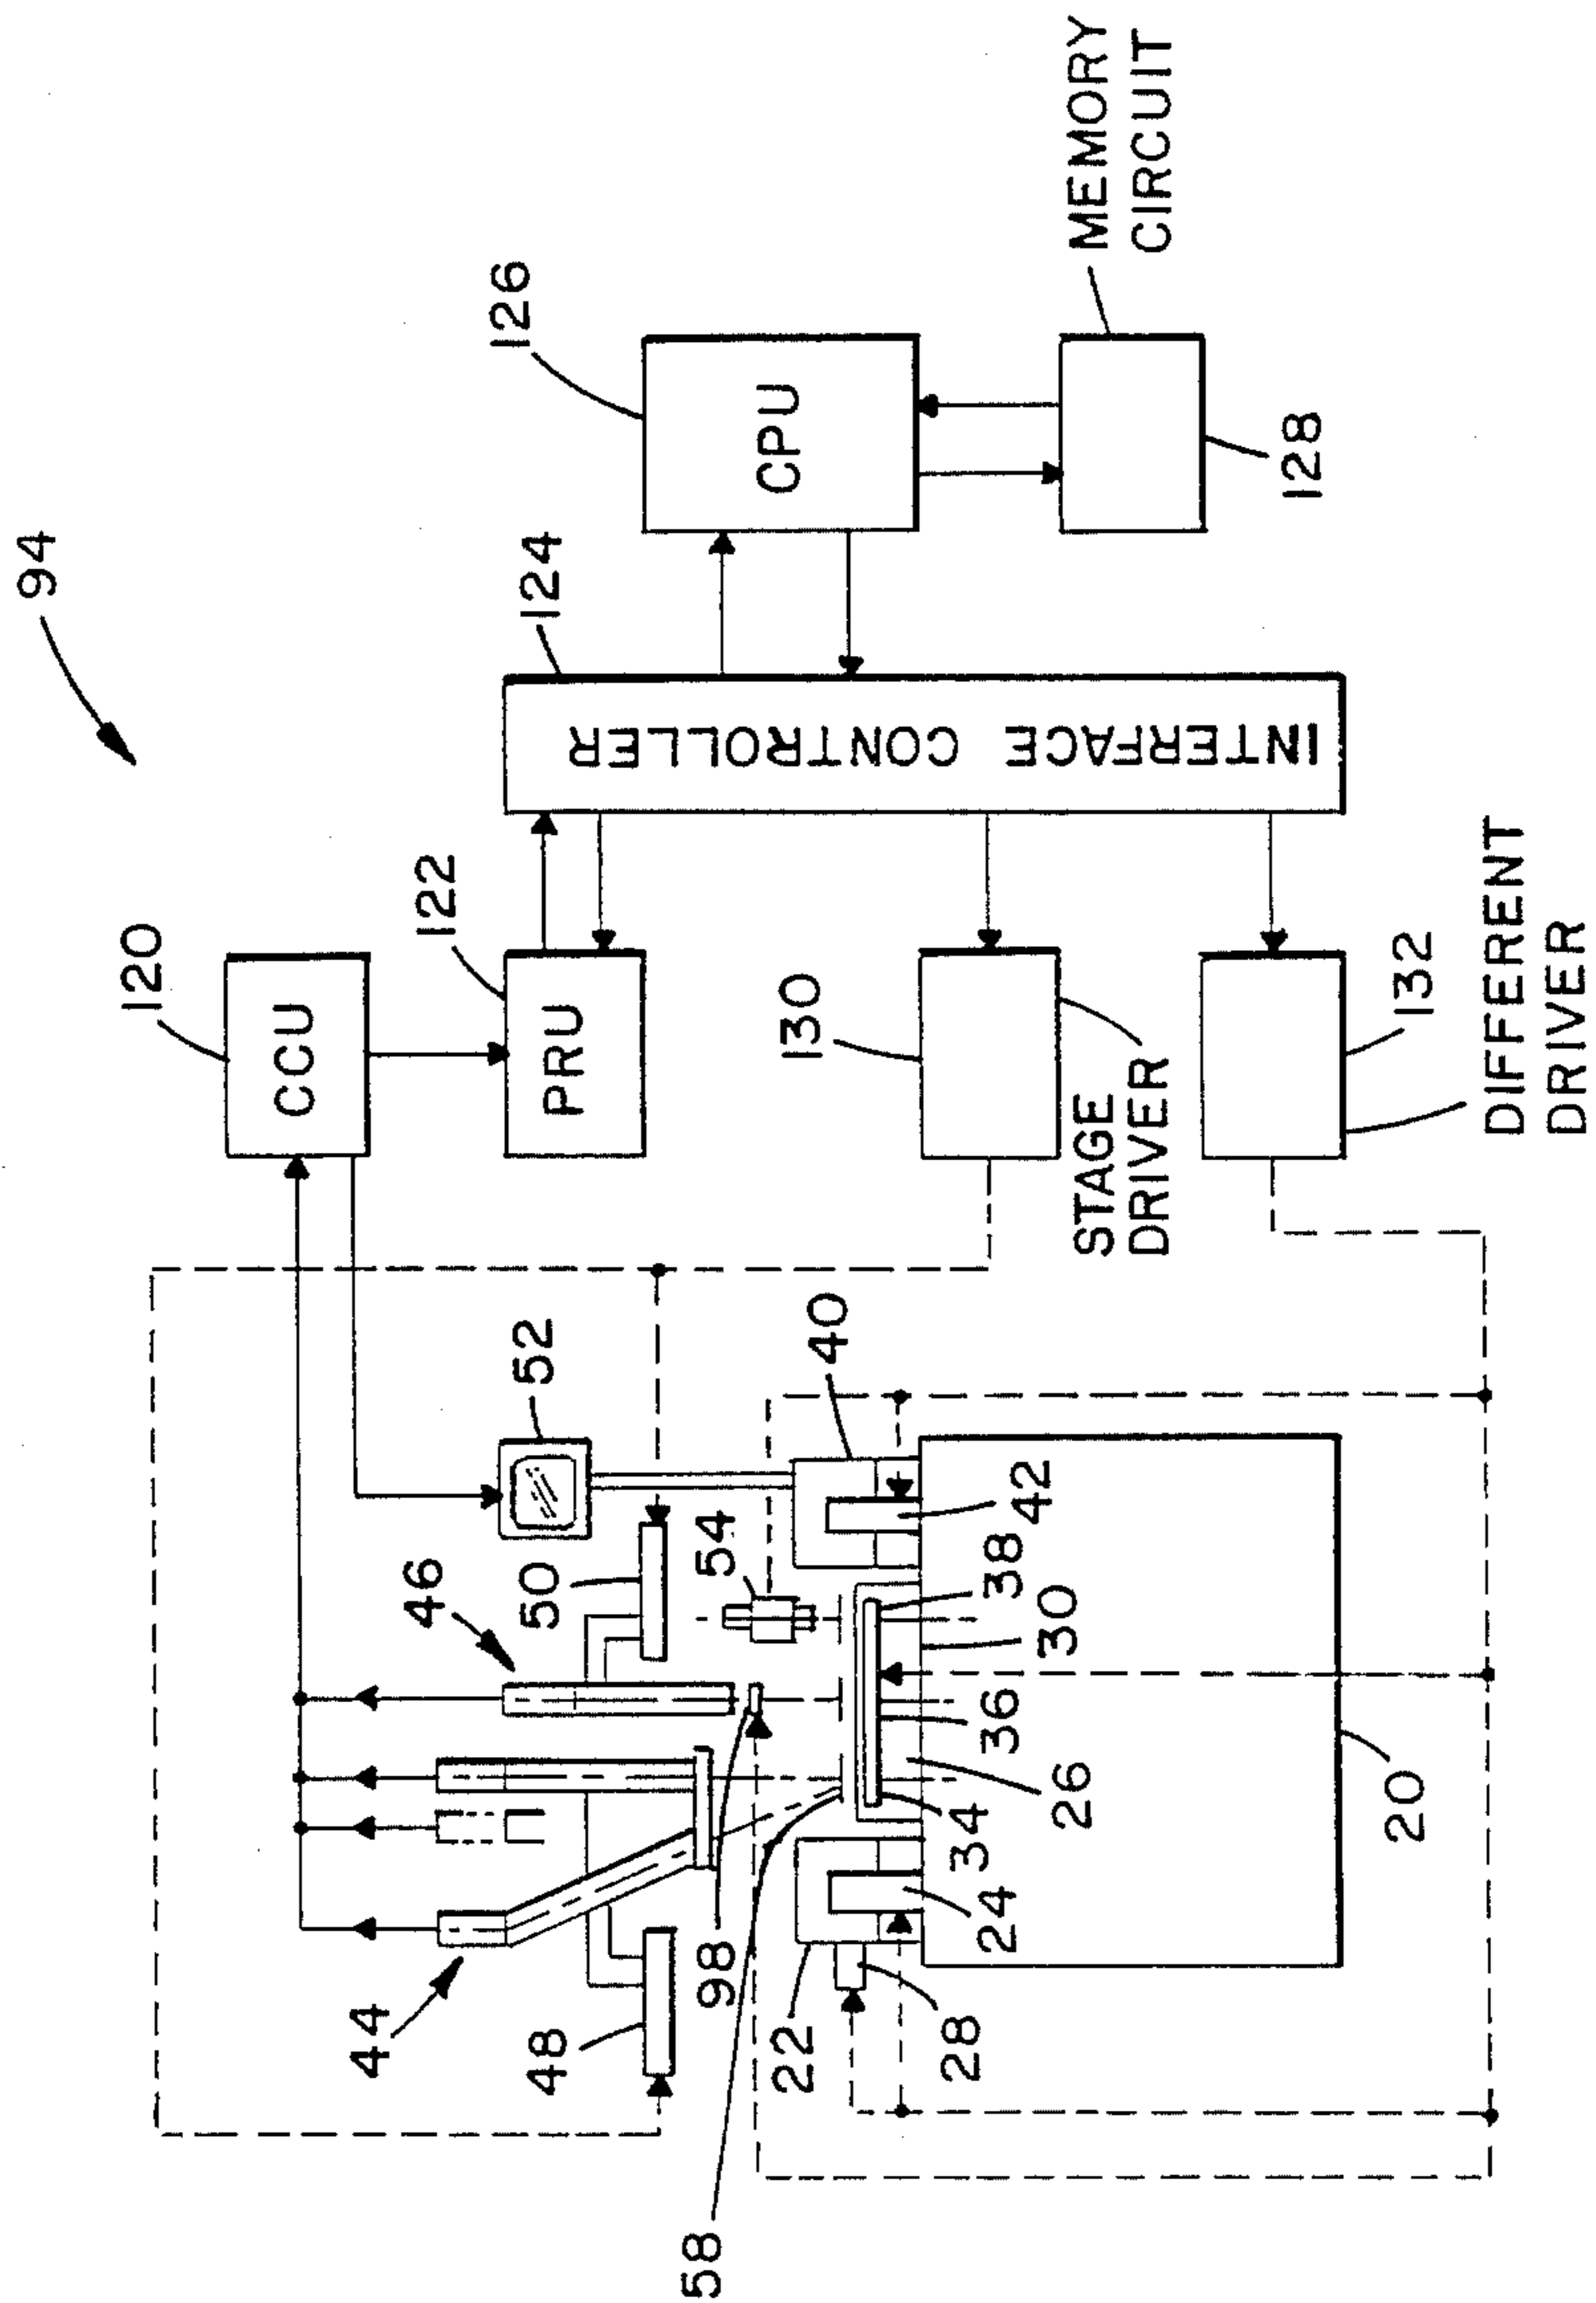 94
120
CCU
122
PRU
124
INTERFACE CONTROLLER
126
CPU
128
MEMORY
CIRCUIT
130
STAGE
DRIVER
132
DIFFERENT
DRIVER
52
46
50
54
40
42
44
48
98
58
22
28
24
34
26
36
30
38
20